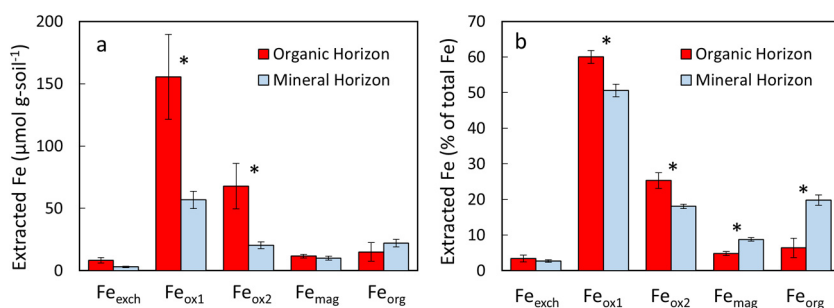 a
Organic Horizon
Mineral Horizon
Extracted Fe (µmol g-soil⁻¹)
200
150
100
50
0
*
*
Fe_exch Fe_ox1 Fe_ox2 Fe_mag Fe_org
b
Organic Horizon
Mineral Horizon
Extracted Fe (% of total Fe)
70
60
50
40
30
20
10
0
*
*
*
*
Fe_exch Fe_ox1 Fe_ox2 Fe_mag Fe_org